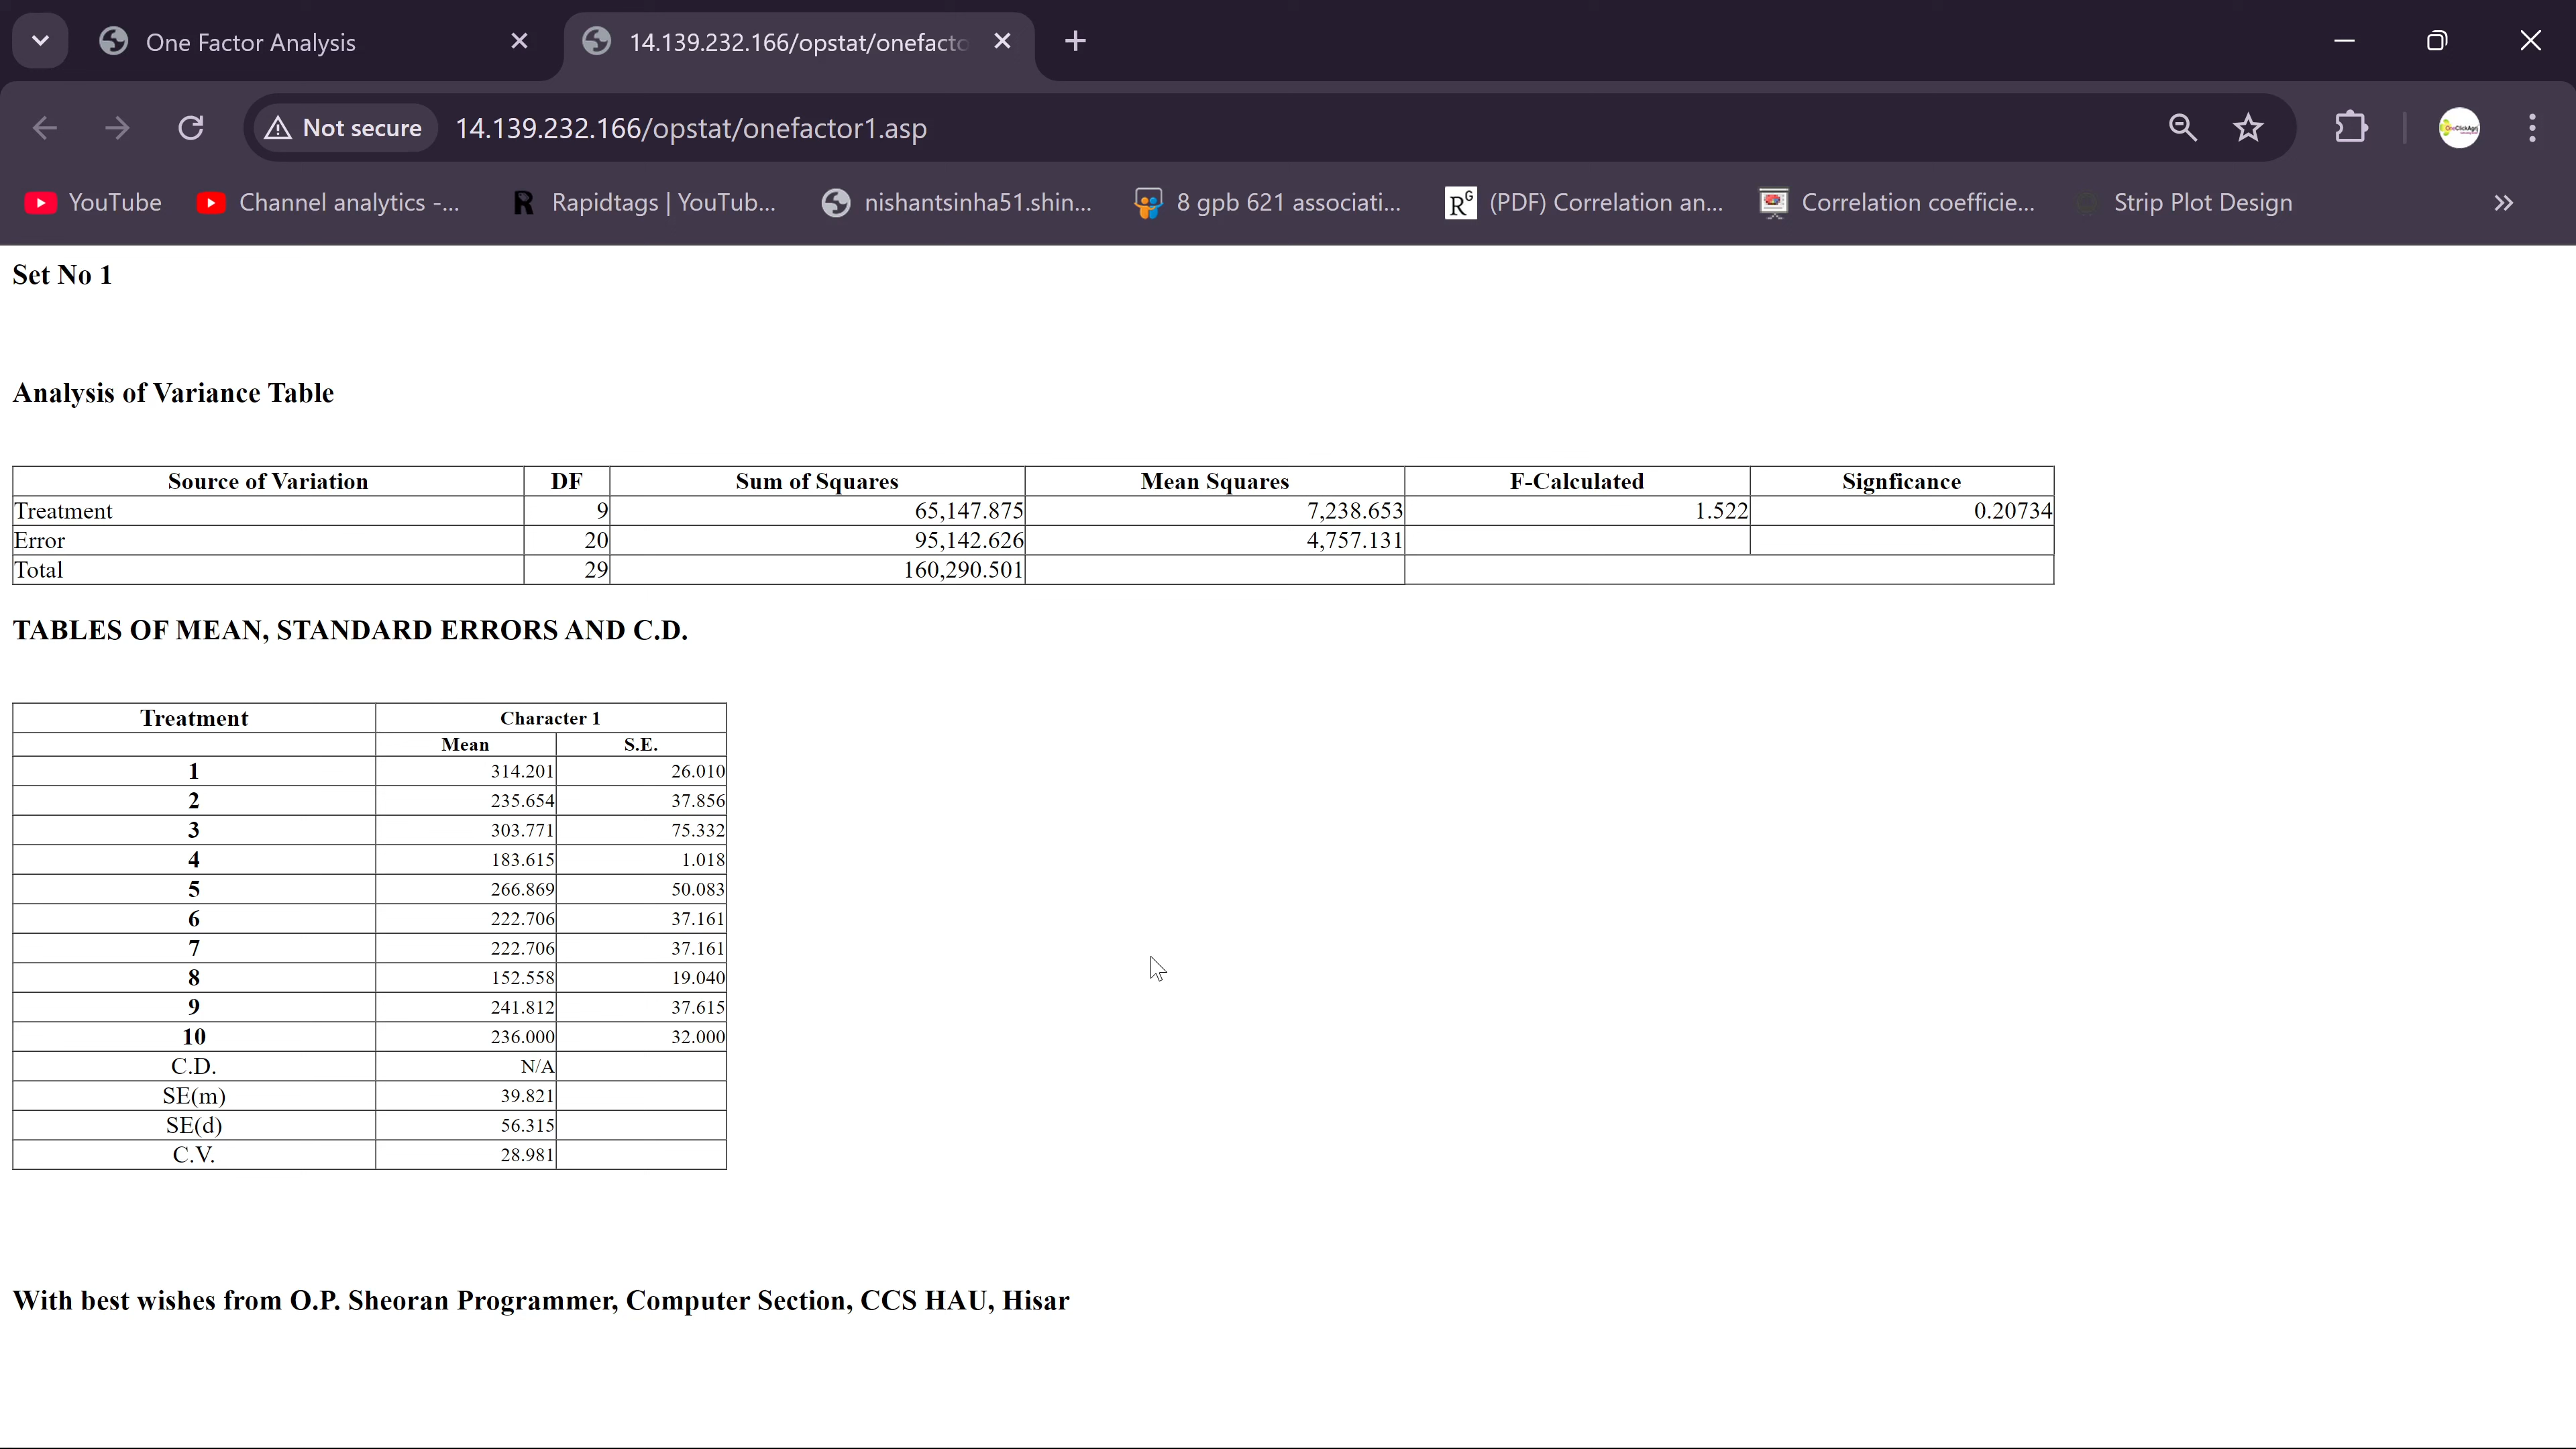 One Factor Analysis
14.139.232.166/opstat/onefacto
Not secure 14.139.232.166/opstat/onefactor1.asp
YouTube Channel analytics -... Rapidtags | YouTub... nishantsinha51.shin... 8 gpb 621 associati... (PDF) Correlation an... Correlation coefficie... Strip Plot Design
Set No 1
Analysis of Variance Table
Source of Variation DF Sum of Squares Mean Squares F-Calculated Signficance
Treatment 9 65,147.875 7,238.653 1.522 0.20734
Error 20 95,142.626 4,757.131
Total 29 160,290.501
TABLES OF MEAN, STANDARD ERRORS AND C.D.
Treatment Character 1
Mean S.E.
1 314.201 26.010
2 235.654 37.856
3 303.771 75.332
4 183.615 1.018
5 266.869 50.083
6 222.706 37.161
7 222.706 37.161
8 152.558 19.040
9 241.812 37.615
10 236.000 32.000
C.D. N/A
SE(m) 39.821
SE(d) 56.315
C.V. 28.981
With best wishes from O.P. Sheoran Programmer, Computer Section, CCS HAU, Hisar